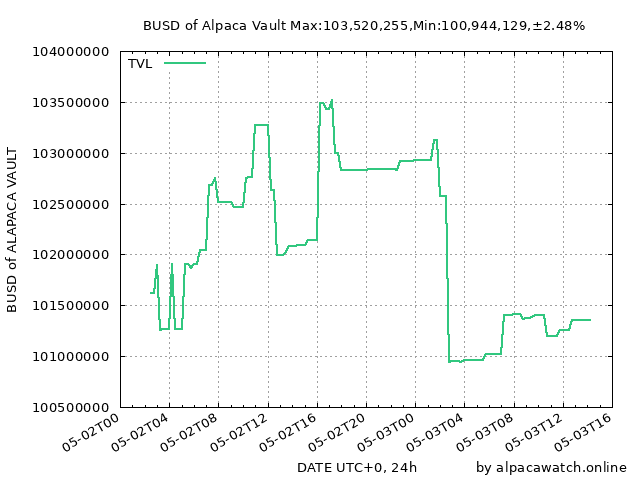 BUSD of Alpaca Vault Max:103,520,255,Min:100,944,129,±2.48%
TVL
104000000
103500000
103000000
102500000
102000000
101500000
101000000
100500000
BUSD of ALAPACA VAULT
05-02T00
05-02T04
05-02T08
05-02T12
05-02T16
05-02T20
05-03T00
05-03T04
05-03T08
05-03T12
05-03T16
DATE UTC+0, 24h
by alpacawatch.online